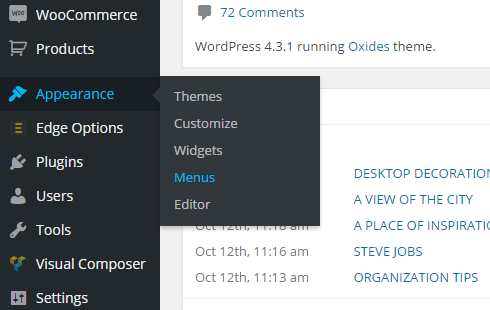 WooCommerce
Products
Appearance
Edge Options
Plugins
Users
Tools
Visual Composer
Settings
Themes
Customize
Widgets
Menus
Editor
72 Comments
WordPress 4.3.1 running Oxides theme.
DESKTOP DECORATION
A VIEW OF THE CITY
Oct 12th, 11:18 am A PLACE OF INSPIRATI
Oct 12th, 11:16 am STEVE JOBS
Oct 12th, 11:13 am ORGANIZATION TIPS